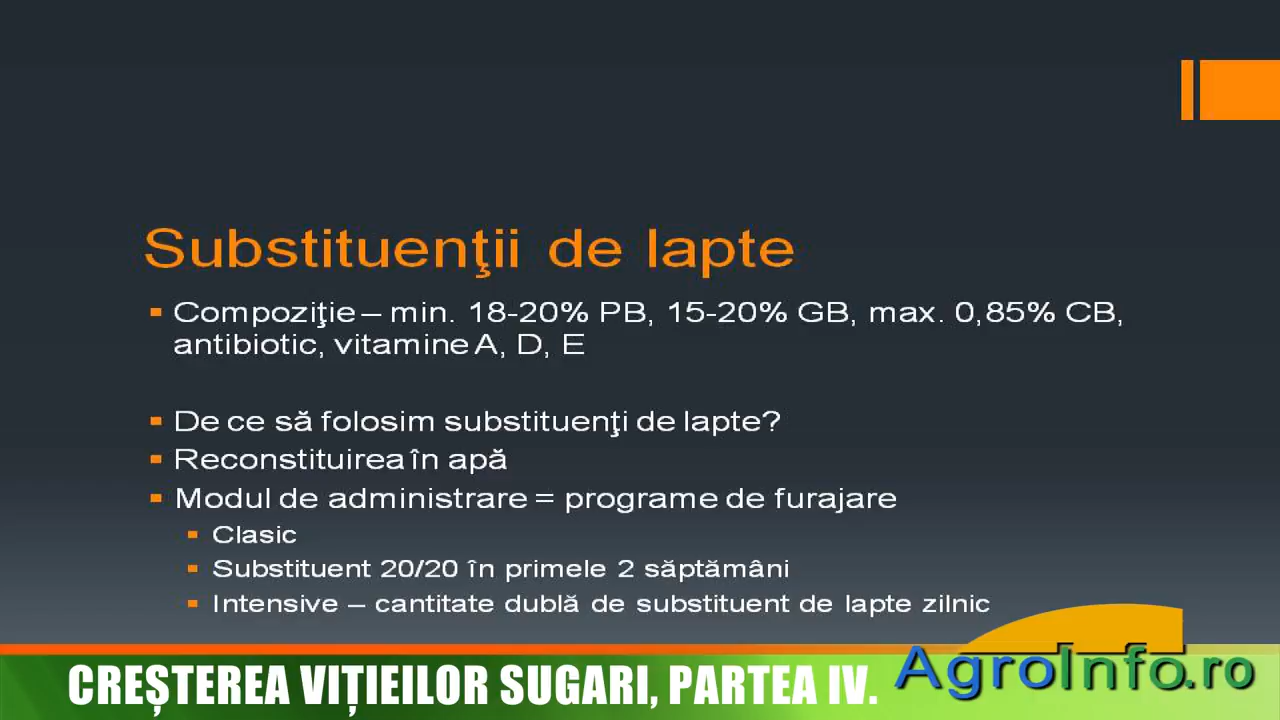 Substituenţii de lapte
Compoziţie – min. 18-20% PB, 15-20% GB, max. 0,85% CB,
antibiotic, vitamine A, D, E
De ce să folosim substituenţi de lapte?
Reconstituirea în apă
Modul de administrare = programe de furajare
Clasic
Substituent 20/20 în primele 2 săptămâni
Intensive – cantitate dublă de substituent de lapte zilnic
CREȘTEREA VIȚIEILOR SUGARI, PARTEA IV.
AgroInfo.ro